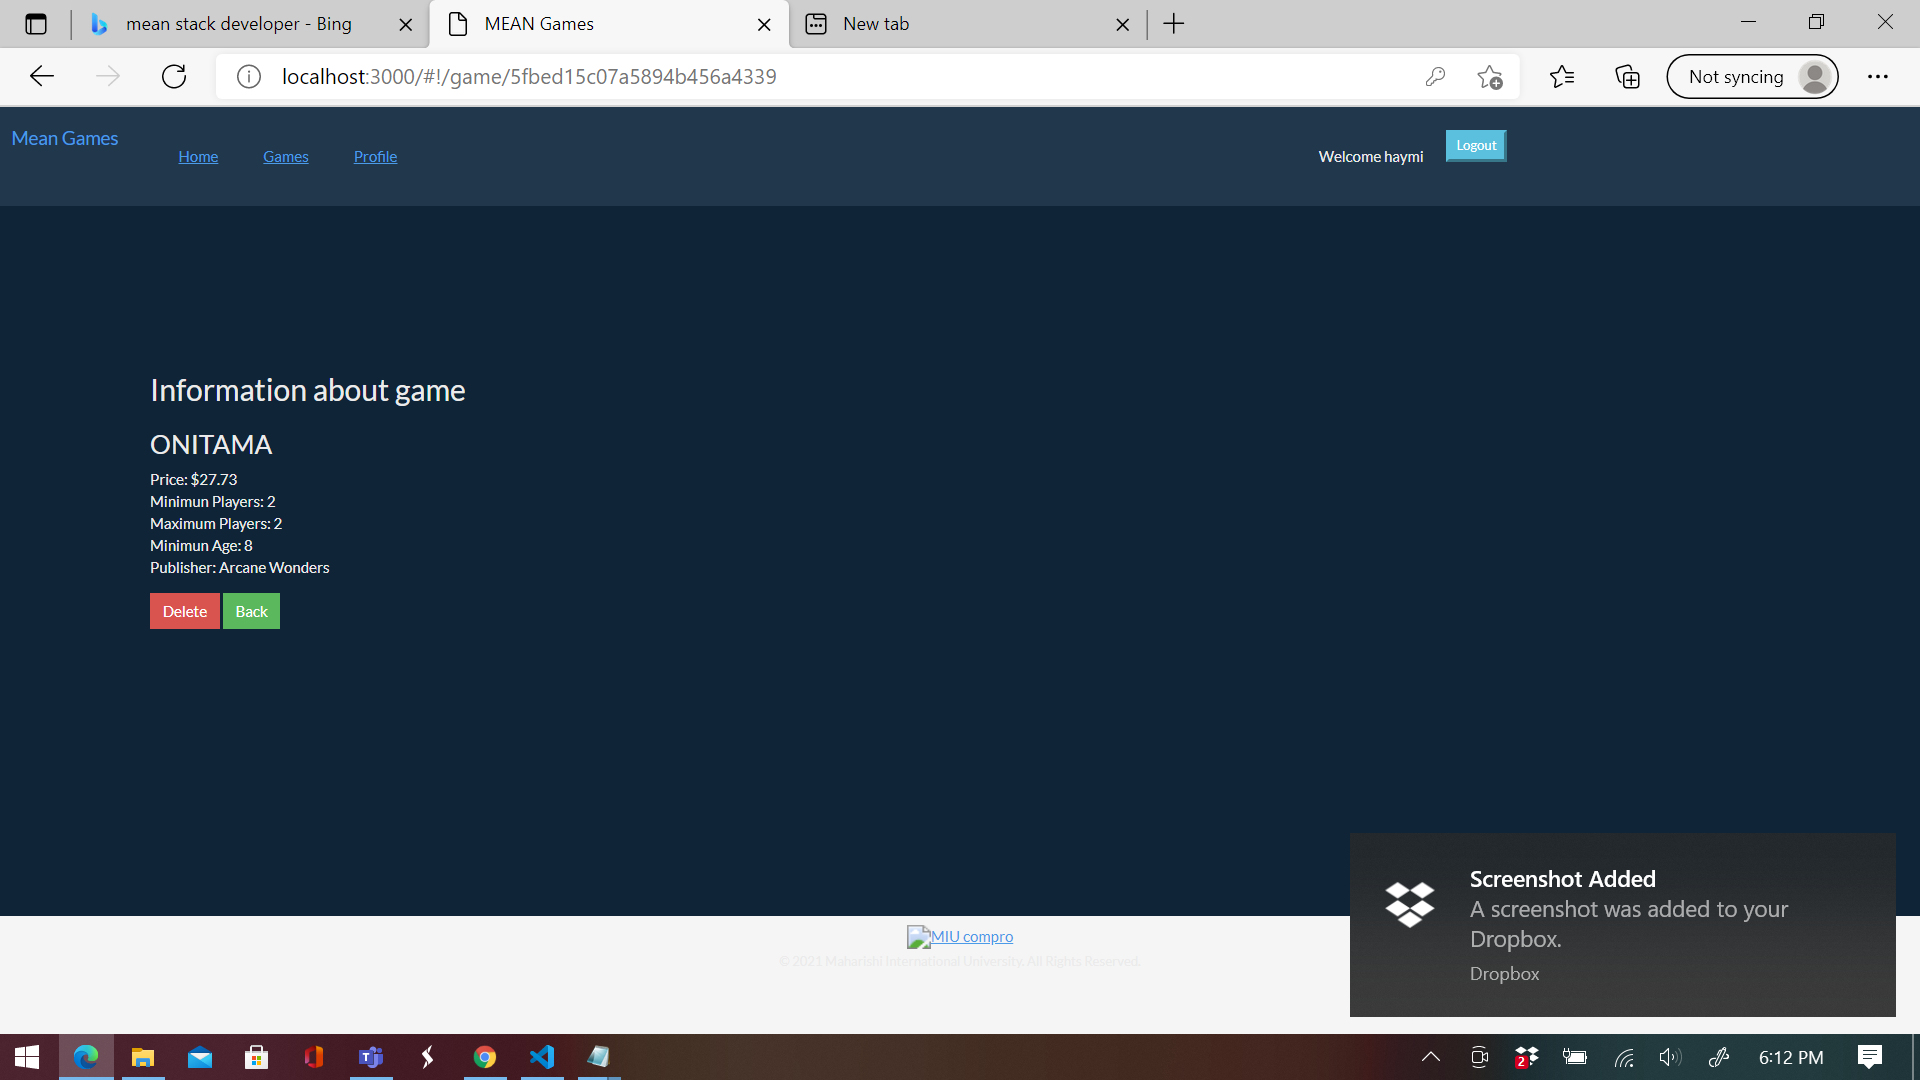 mean stack developer - Bing
MEAN Games
New tab
localhost:3000/#!/game/5fbed15c07a5894b456a4339
Not syncing
Mean Games
Home
Games
Profile
Welcome haymi
Logout
Information about game
ONITAMA
Price: $27.73
Minimun Players: 2
Maximum Players: 2
Minimun Age: 8
Publisher: Arcane Wonders
Delete
Back
MIU compro
© 2021 Maharishi International University. All Rights Reserved.
Screenshot Added
A screenshot was added to your
Dropbox.
Dropbox
2
6:12 PM